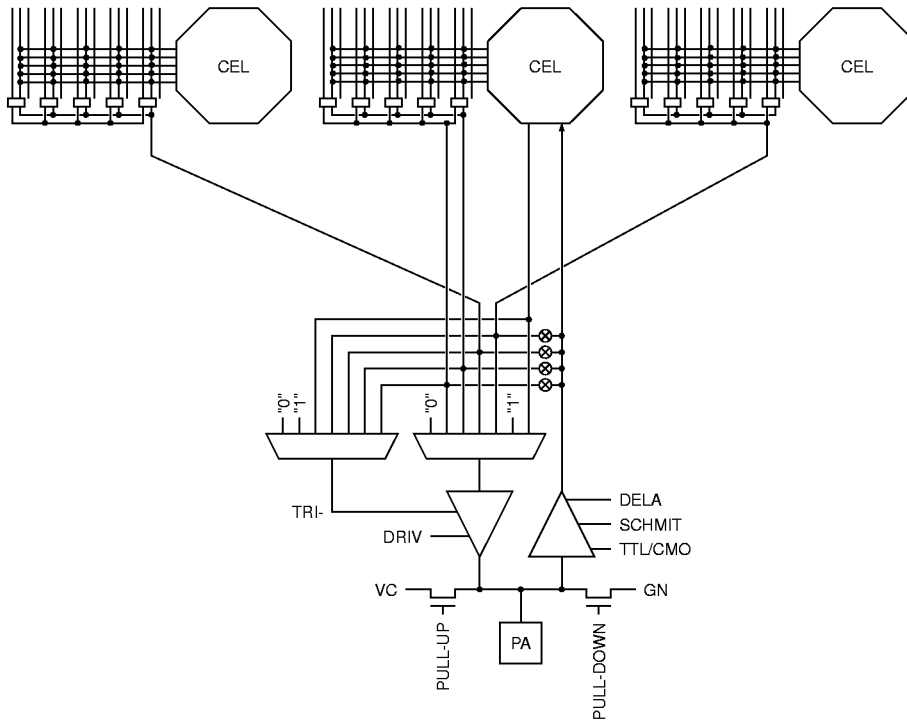 CEL
CEL
CEL
"0"
"1"
"0"
"1"
TRI-
DRIV
DELA
SCHMIT
TTL/CMO
VC
GN
PULL-UP
PA
PULL-DOWN